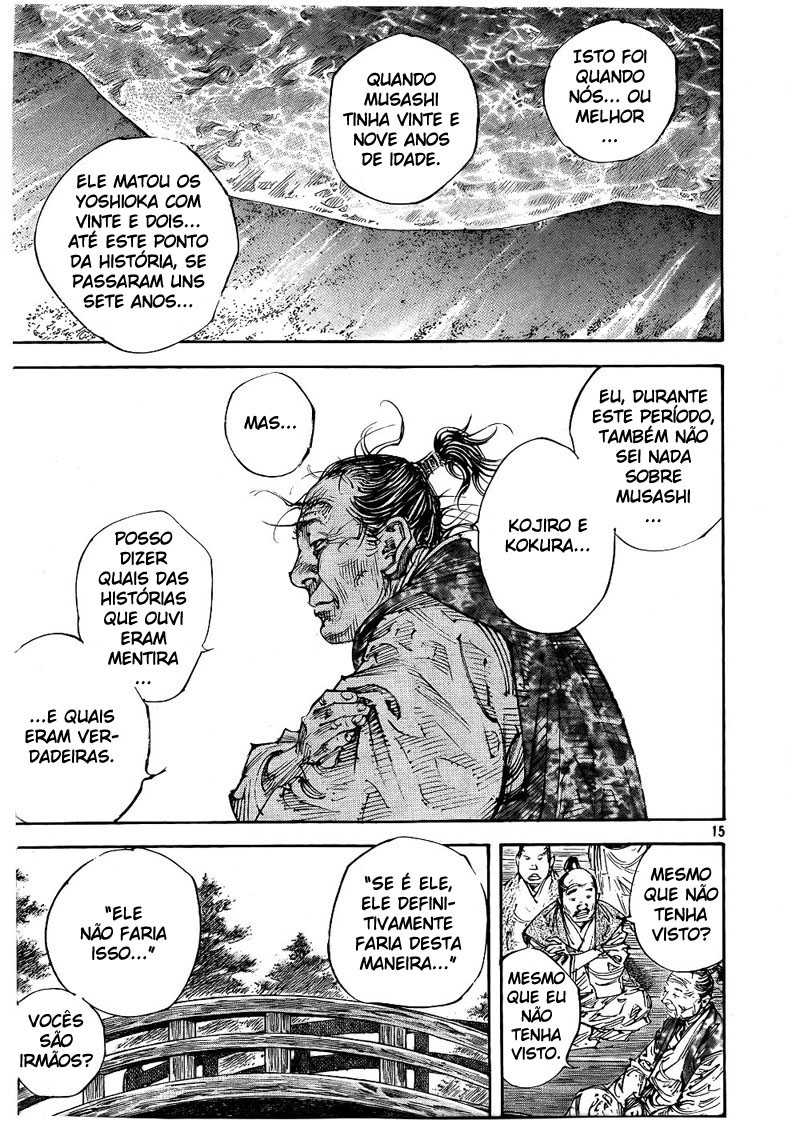 ISTO FOI
QUANDO
NÓS... OU
MELHOR
...
QUANDO
MUSASHI
TINHA VINTE E
NOVE ANOS
DE IDADE.
ELE MATOU OS
YOSHIOKA COM
VINTE E DOIS...
ATÉ ESTE PONTO
DA HISTÓRIA, SE
PASSARAM UNS
SETE ANOS...
EU, DURANTE
ESTE PERÍODO,
TAMBÉM NÃO
SEI NADA
SOBRE
MUSASHI
...
KOJIRO E
KOKURA...
MAS...
POSSO
DIZER
QUAIS DAS
HISTÓRIAS
QUE OUVI
ERAM
MENTIRA
...
...E QUAIS
ERAM VER-
DADEIRAS.
15
MESMO
QUE NÃO
TENHA
VISTO?
MESMO
QUE EU
NÃO
TENHA
VISTO.
"SE É ELE,
ELE DEFINI-
TIVAMENTE
FARIA DESTA
MANEIRA..."
"ELE
NÃO FARIA
ISSO..."
VOCÊS
SÃO
IRMÃOS?